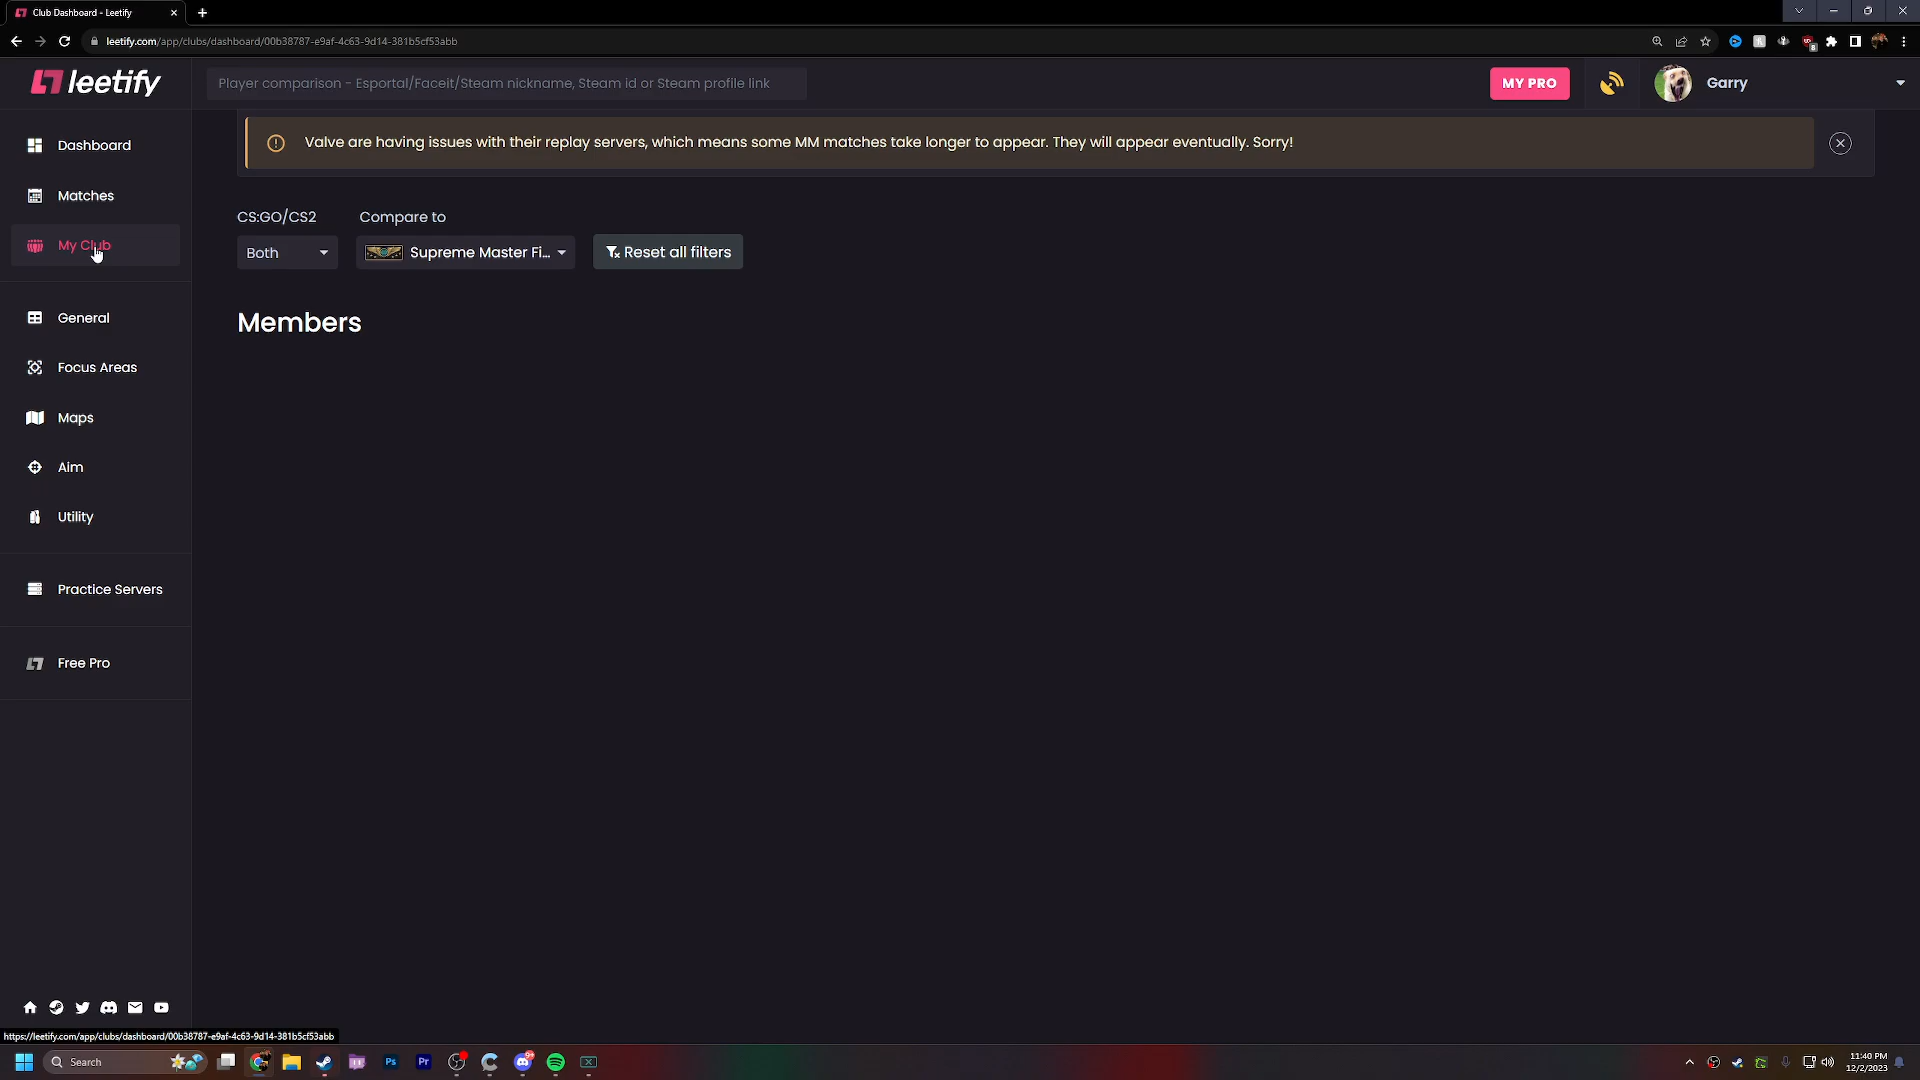 Club Dashboard - Leetify
leetify.com/app/clubs/dashboard/00b38787-e9af-4c63-9d14-381b5cf53abb
leetify
Player comparison - Esportal/Faceit/Steam nickname, Steam id or Steam profile link
MY PRO
Garry
Valve are having issues with their replay servers, which means some MM matches take longer to appear. They will appear eventually. Sorry!
Dashboard
Matches
My Club
General
Focus Areas
Maps
Aim
Utility
Practice Servers
Free Pro
CS:GO/CS2
Compare to
Both
Supreme Master Fi...
Reset all filters
Members
https://leetify.com/app/clubs/dashboard/00b38787-e9af-4c63-9d14-381b5cf53abb
Search
Ps
Pr
11:40 PM
12/2/2023